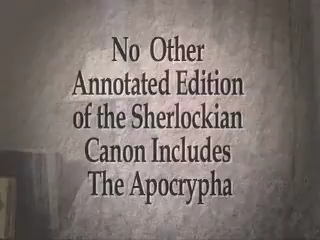 No Other
Annotated Edition
of the Sherlockian
Canon Includes
The Apocrypha